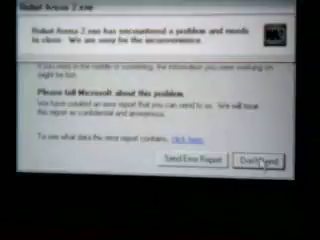 Robot Arena 2.exe
Robot Arena 2.exe has encountered a problem and needs
to close. We are sorry for the inconvenience.
If you were in the middle of something, the information you were working on
might be lost.
Please tell Microsoft about this problem.
We have created an error report that you can send to us. We will treat
this report as confidential and anonymous.
To see what data this error report contains, click here.
Send Error Report
Don't Send